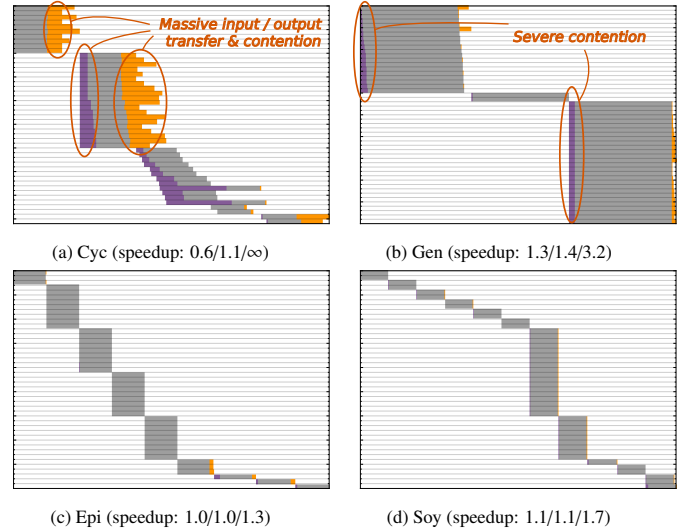 Massive input / output
transfer & contention
Severe contention
(a) Cyc (speedup: 0.6/1.1/∞)
(b) Gen (speedup: 1.3/1.4/3.2)
(c) Epi (speedup: 1.0/1.0/1.3)
(d) Soy (speedup: 1.1/1.1/1.7)